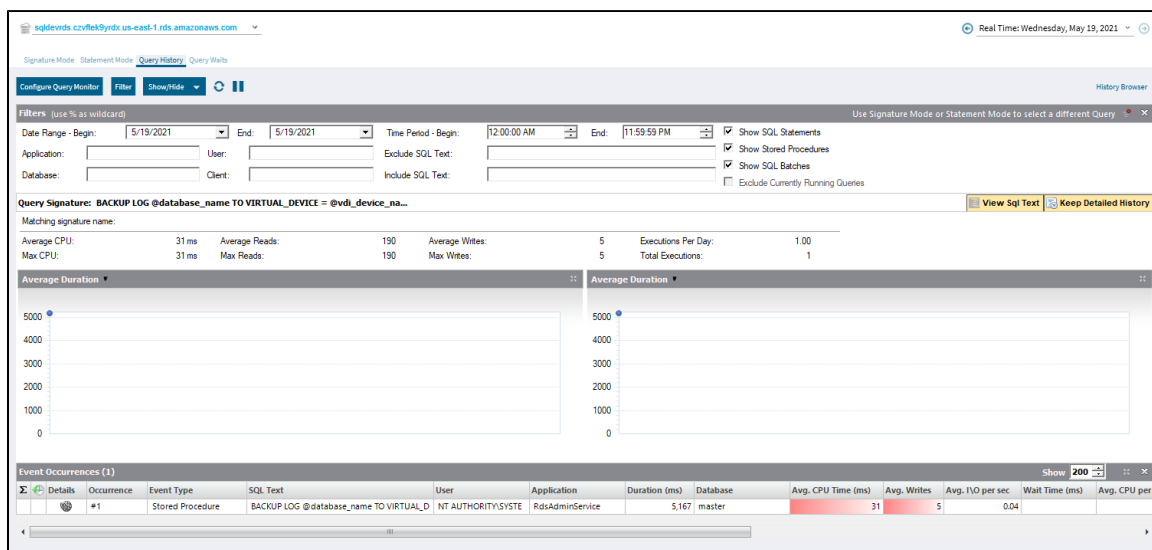 sqldevrds.czvflek9yrdx.us-east-1.rds.amazonaws.com
Real Time: Wednesday, May 19, 2021
Signature Mode Statement Mode Query History Query Waits
Configure Query Monitor Filter Show/Hide History Browser
Filters (use % as wildcard) Use Signature Mode or Statement Mode to select a different Query
Date Range - Begin: 5/19/2021 End: 5/19/2021 Time Period - Begin: 12:00:00 AM End: 11:59:59 PM Show SQL Statements
Application: User: Exclude SQL Text: Show Stored Procedures
Show SQL Batches
Database: Client: Include SQL Text:
Exclude Currently Running Queries
Query Signature: BACKUP LOG @database_name TO VIRTUAL_DEVICE = @vdi_device_na... View Sql Text Keep Detailed History
Matching signature name:
Average CPU: 31 ms Average Reads: 190 Average Writes: 5 Executions Per Day: 1.00
Max CPU: 31 ms Max Reads: 190 Max Writes: 5 Total Executions: 1
Average Duration Average Duration
5000 5000
4000 4000
3000 3000
2000 2000
1000 1000
0 0
Event Occurrences (1) Show 200
Σ Details Occurrence Event Type SQL Text User Application Duration (ms) Database Avg. CPU Time (ms) Avg. Writes Avg. I\O per sec Wait Time (ms) Avg. CPU per
#1 Stored Procedure BACKUP LOG @database_name TO VIRTUAL_D NT AUTHORITY\SYSTE RdsAdminService 5,167 master 31 5 0.04